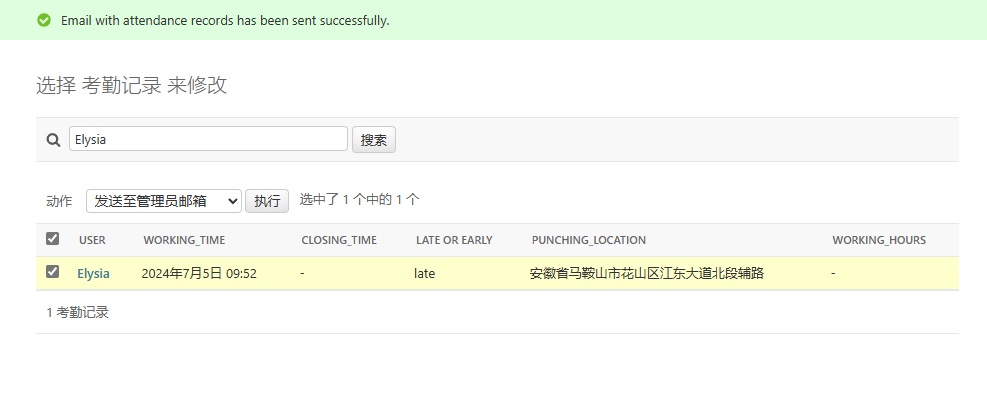 Email with attendance records has been sent successfully.
选择 考勤记录 来修改
Elysia 搜索
动作 发送至管理员邮箱 执行 选中了 1 个中的 1 个
USER WORKING_TIME CLOSING_TIME LATE OR EARLY PUNCHING_LOCATION WORKING_HOURS
Elysia 2024年7月5日 09:52 - late 安徽省马鞍山市花山区江东大道北段辅路 -
1 考勤记录